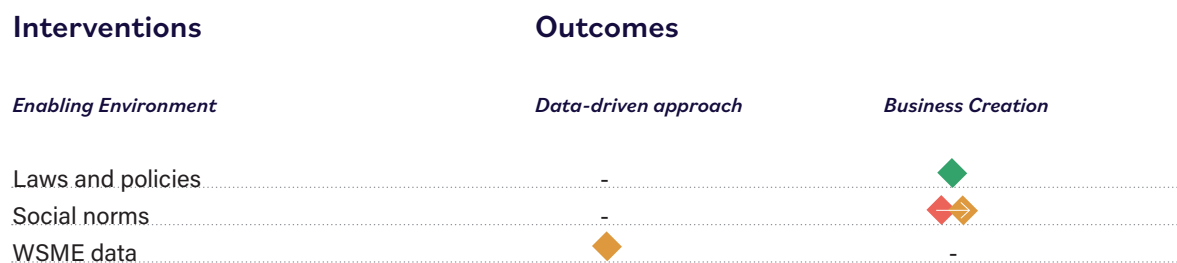 Interventions Outcomes
Enabling Environment Data-driven approach Business Creation
Laws and policies -
Social norms -
WSME data -